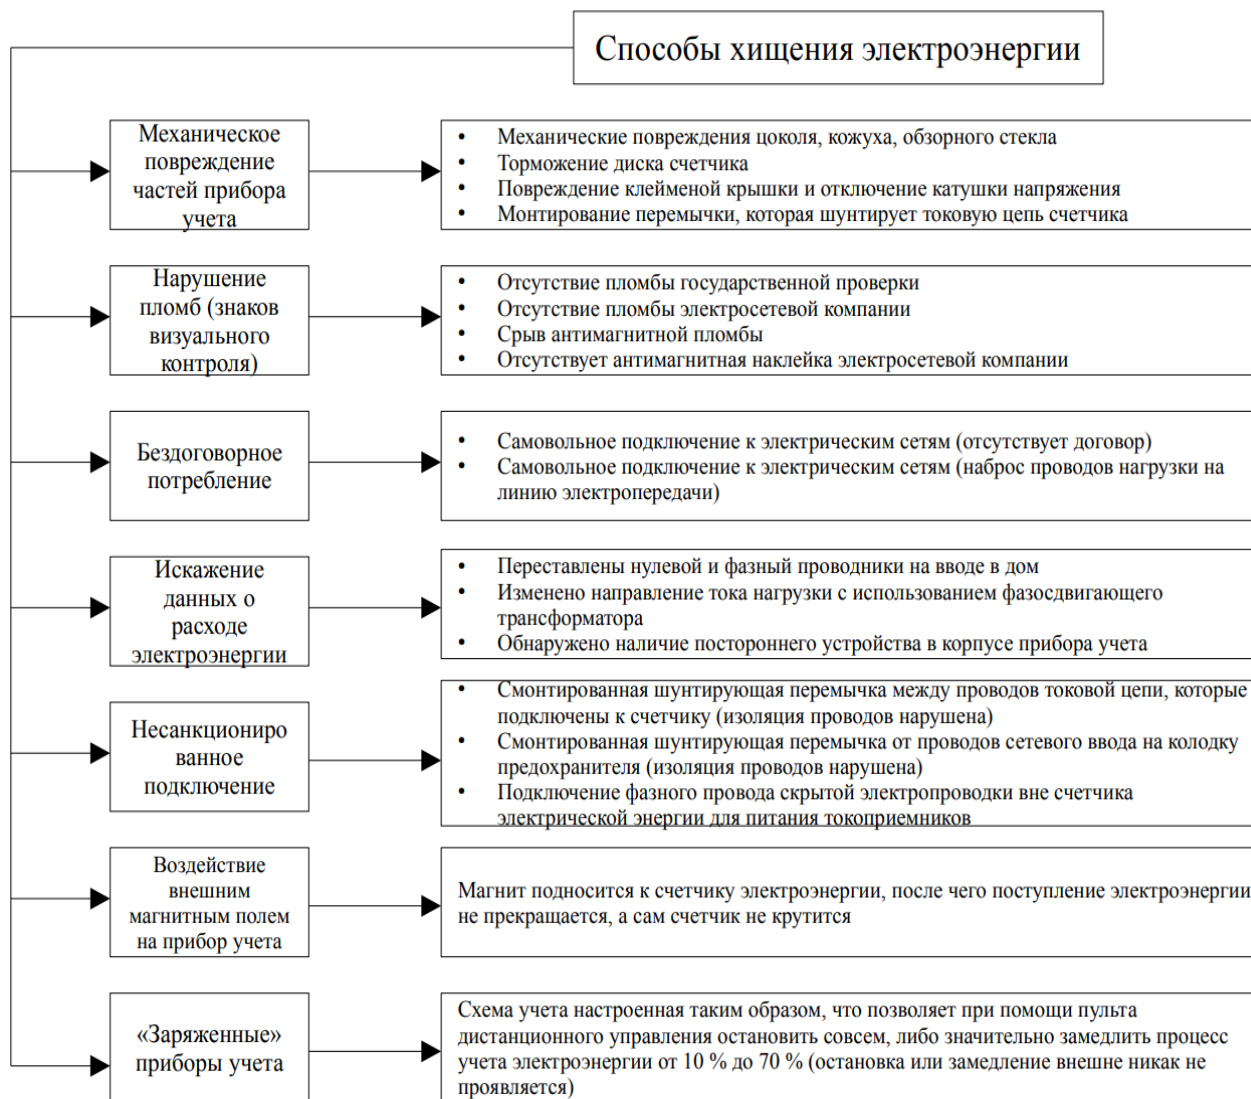 Способы хищения электроэнергии
Механическое
повреждение
частей прибора
учета
• Механические повреждения цоколя, кожуха, обзорного стекла
• Торможение диска счетчика
• Повреждение клейменой крышки и отключение катушки напряжения
• Монтирование перемычки, которая шунтирует токовую цепь счетчика
Нарушение
пломб (знаков
визуального
контроля)
• Отсутствие пломбы государственной проверки
• Отсутствие пломбы электросетевой компании
• Срыв антимагнитной пломбы
• Отсутствует антимагнитная наклейка электросетевой компании
Бездоговорное
потребление
• Самовольное подключение к электрическим сетям (отсутствует договор)
• Самовольное подключение к электрическим сетям (наброс проводов нагрузки на
линию электропередачи)
Искажение
данных о
расходе
электроэнергии
• Переставлены нулевой и фазный проводники на вводе в дом
• Изменено направление тока нагрузки с использованием фазосдвигающего
трансформатора
• Обнаружено наличие постороннего устройства в корпусе прибора учета
Несанкциониро
ванное
подключение
• Смонтированная шунтирующая перемычка между проводов токовой цепи, которые
подключены к счетчику (изоляция проводов нарушена)
• Смонтированная шунтирующая перемычка от проводов сетевого ввода на колодку
предохранителя (изоляция проводов нарушена)
• Подключение фазного провода скрытой электропроводки вне счетчика
электрической энергии для питания токоприемников
Воздействие
внешним
магнитным полем
на прибор учета
Магнит подносится к счетчику электроэнергии, после чего поступление электроэнергии
не прекращается, а сам счетчик не крутится
«Заряженные»
приборы учета
Схема учета настроенная таким образом, что позволяет при помощи пульта
дистанционного управления остановить совсем, либо значительно замедлить процесс
учета электроэнергии от 10 % до 70 % (остановка или замедление внешне никак не
проявляется)